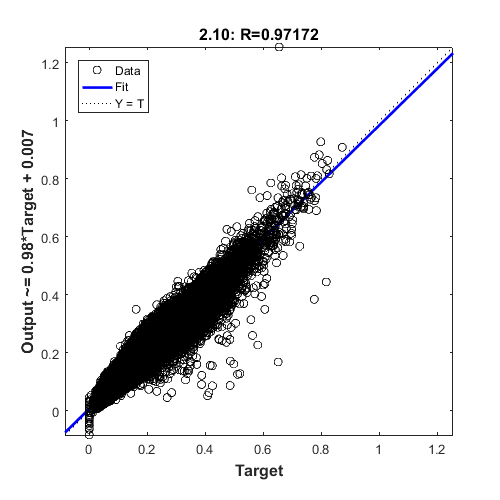 2.10: R=0.97172
Data
Fit
Y = T
Output ~= 0.98*Target + 0.007
1.2
1
0.8
0.6
0.4
0.2
0
0 0.2 0.4 0.6 0.8 1 1.2
Target